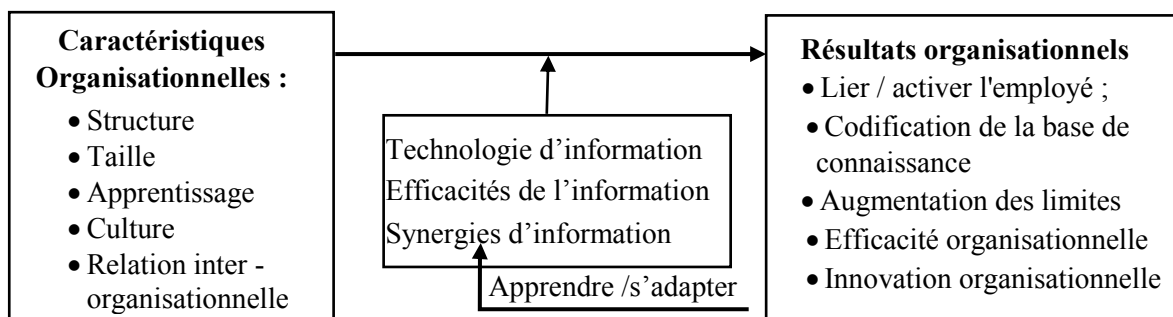 Caractéristiques
Organisationnelles :
• Structure
• Taille
• Apprentissage
• Culture
• Relation inter -
organisationnelle
Technologie d’information
Efficacités de l’information
Synergies d’information
Apprendre /s’adapter
Résultats organisationnels
• Lier / activer l'employé ;
• Codification de la base de
connaissance
• Augmentation des limites
• Efficacité organisationnelle
• Innovation organisationnelle